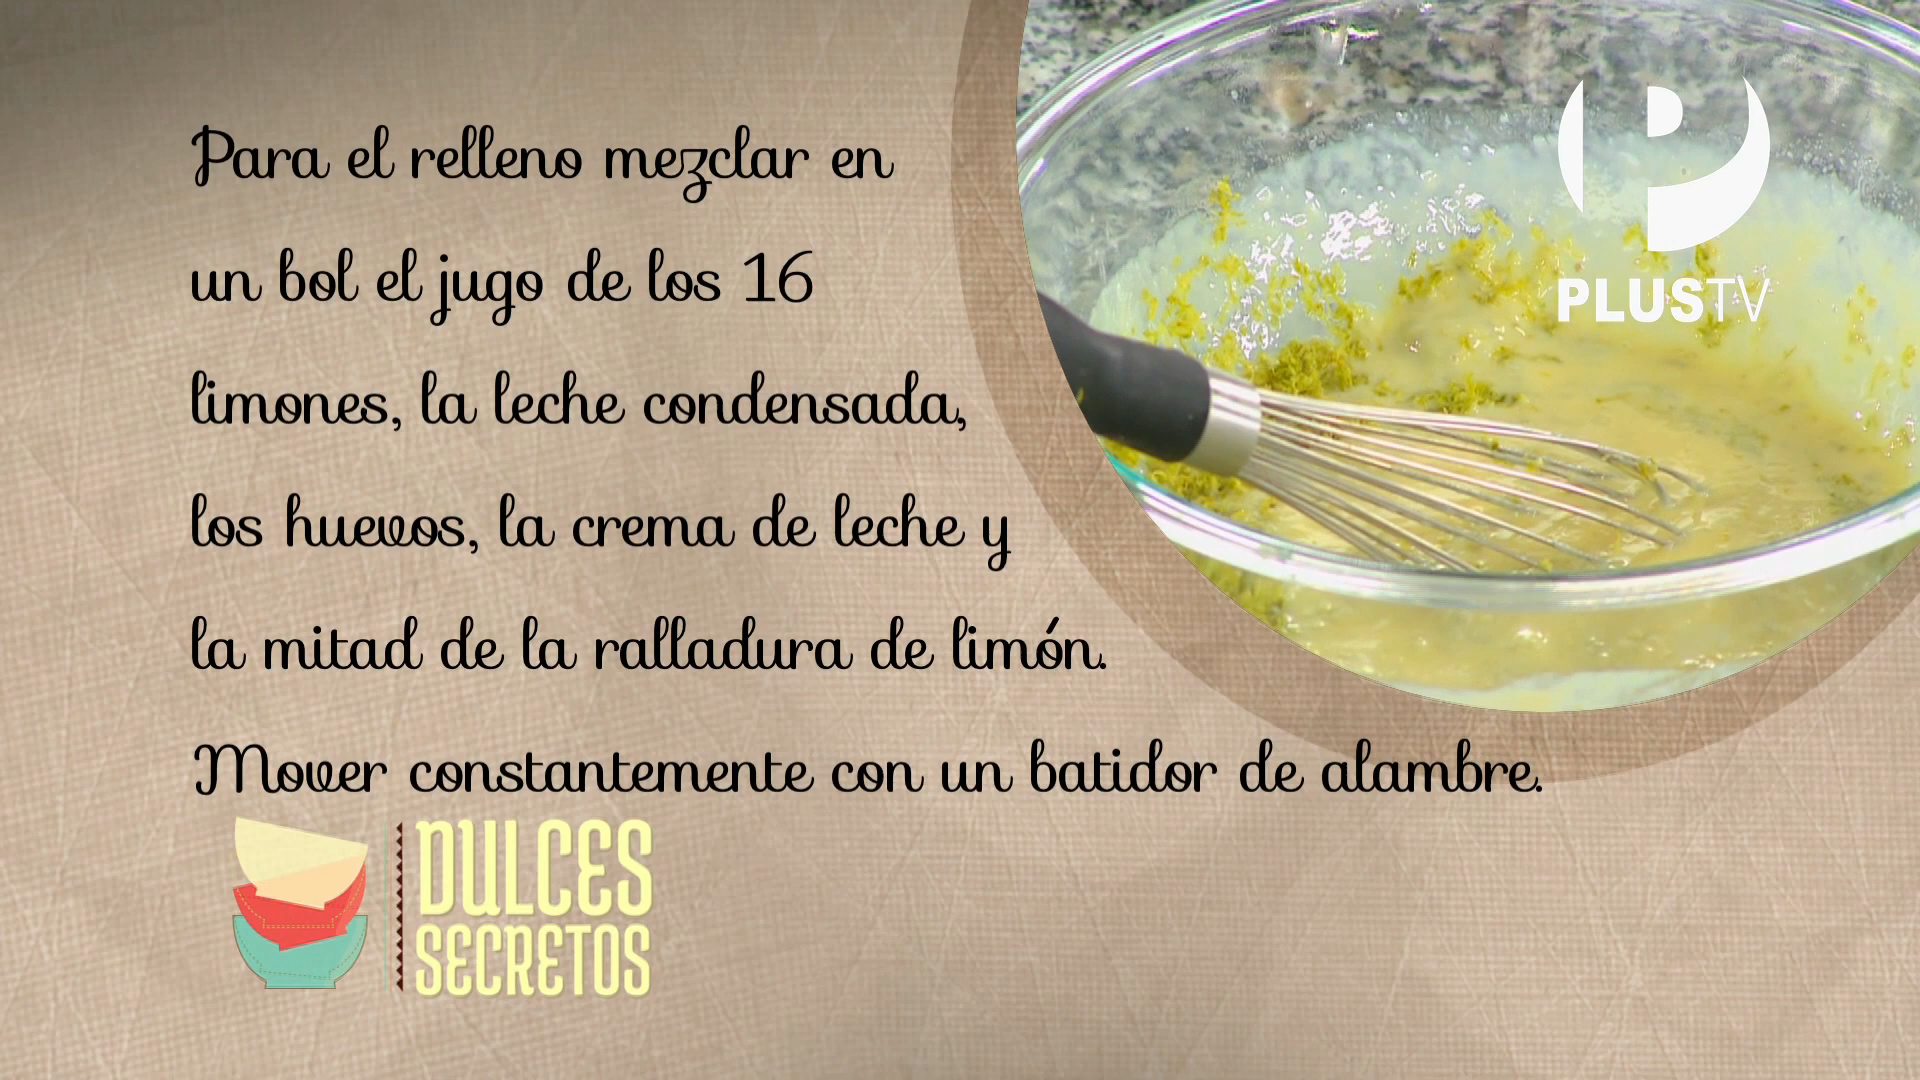 Para el relleno mezclar en
un bol el jugo de los 16
limones, la leche condensada,
los huevos, la crema de leche y
la mitad de la ralladura de limón.
Mover constantemente con un batidor de alambre.
PLUSTV
DULCES
SECRETOS